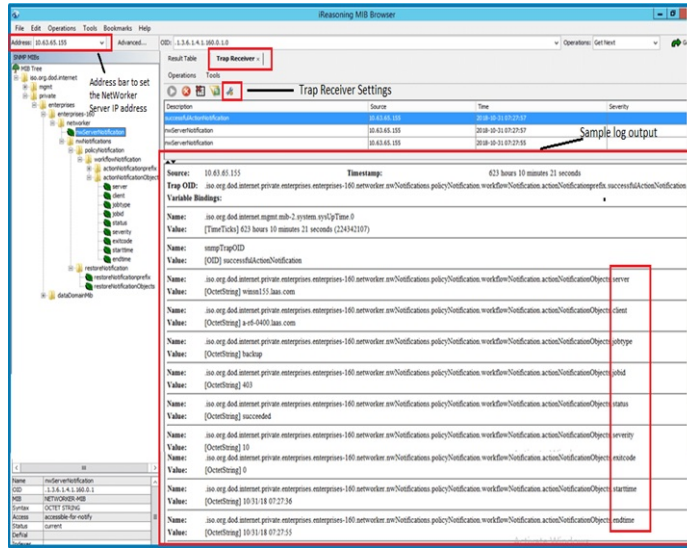 iReasoning MIB Browser
File Edit Operations Tools Bookmarks Help
Address: 10.63.65.155 Advanced... OID: .1.3.6.1.4.1.160.0.1.0 Operations: Get Next
SNMP MIBs
MIB Tree
iso.org.dod.internet
mgmt
private
enterprises
enterprises-160
networker
nwServerNotification
nwNotifications
policyNotification
workflowNotification
actionNotificationprefix
actionNotificationObject
server
client
jobtype
jobid
status
severity
exitcode
starttime
endtime
restoreNotification
restoreNotificationprefix
restoreNotificationObjects
dataDomainMib
Address bar to set
the NetWorker
Server IP address
Name nwServerNotification
OID .1.3.6.1.4.1.160.0.1
MIB NETWORKER-MIB
Syntax OCTET STRING
Access accessible-for-notify
Status current
DefVal
Indexes
Result Table Trap Receiver
Operations Tools
Trap Receiver Settings
Description Source Time Severity
successfulActionNotification 10.63.65.155 2018-10-31 07:27:57
nwServerNotification 10.63.65.155 2018-10-31 07:27:55
nwServerNotification 10.63.65.155 2018-10-31 07:27:55
Sample log output
Source: 10.63.65.155 Timestamp: 623 hours 10 minutes 21 seconds
Trap OID: .iso.org.dod.internet.private.enterprises.enterprises-160.networker.nwNotifications.policyNotification.workflowNotification.actionNotificationprefix.successfulActionNotification
Variable Bindings:
Name: .iso.org.dod.internet.mgmt.mib-2.system.sysUpTime.0
Value: [TimeTicks] 623 hours 10 minutes 21 seconds (224342107)
Name: snmpTrapOID
Value: [OID] successfulActionNotification
Name: .iso.org.dod.internet.private.enterprises.enterprises-160.networker.nwNotifications.policyNotification.workflowNotification.actionNotificationObjects.server
Value: [OctetString] winsn155.laas.com
Name: .iso.org.dod.internet.private.enterprises.enterprises-160.networker.nwNotifications.policyNotification.workflowNotification.actionNotificationObjects.client
Value: [OctetString] a-r6-0400.laas.com
Name: .iso.org.dod.internet.private.enterprises.enterprises-160.networker.nwNotifications.policyNotification.workflowNotification.actionNotificationObjects.jobtype
Value: [OctetString] backup
Name: .iso.org.dod.internet.private.enterprises.enterprises-160.networker.nwNotifications.policyNotification.workflowNotification.actionNotificationObjects.jobid
Value: [OctetString] 403
Name: .iso.org.dod.internet.private.enterprises.enterprises-160.networker.nwNotifications.policyNotification.workflowNotification.actionNotificationObjects.status
Value: [OctetString] succeeded
Name: .iso.org.dod.internet.private.enterprises.enterprises-160.networker.nwNotifications.policyNotification.workflowNotification.actionNotificationObjects.severity
Value: [OctetString] 10
Name: .iso.org.dod.internet.private.enterprises.enterprises-160.networker.nwNotifications.policyNotification.workflowNotification.actionNotificationObjects.exitcode
Value: [OctetString] 0
Name: .iso.org.dod.internet.private.enterprises.enterprises-160.networker.nwNotifications.policyNotification.workflowNotification.actionNotificationObjects.starttime
Value: [OctetString] 10/31/18 07:27:36
Name: .iso.org.dod.internet.private.enterprises.enterprises-160.networker.nwNotifications.policyNotification.workflowNotification.actionNotificationObjects.endtime
Value: [OctetString] 10/31/18 07:27:55
Activate Windows